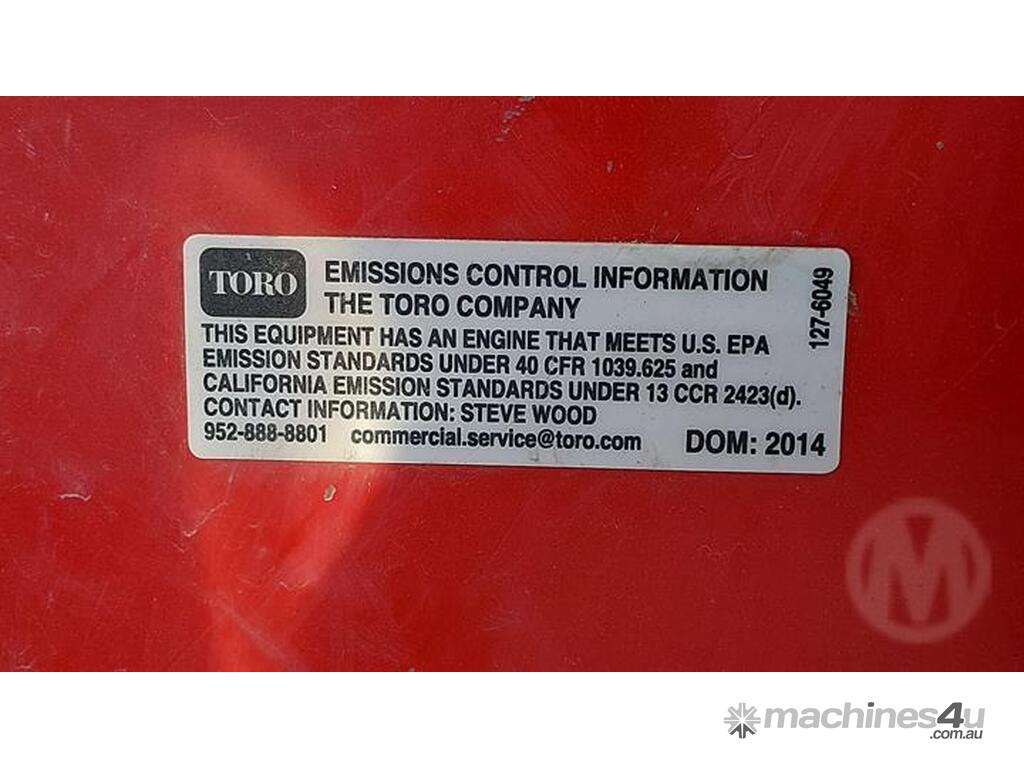 TORO
EMISSIONS CONTROL INFORMATION
THE TORO COMPANY
THIS EQUIPMENT HAS AN ENGINE THAT MEETS U.S. EPA
EMISSION STANDARDS UNDER 40 CFR 1039.625 and
CALIFORNIA EMISSION STANDARDS UNDER 13 CCR 2423(d).
CONTACT INFORMATION: STEVE WOOD
952-888-8801 commercial.service@toro.com DOM: 2014
127-6049
M
machines4u
.com.au